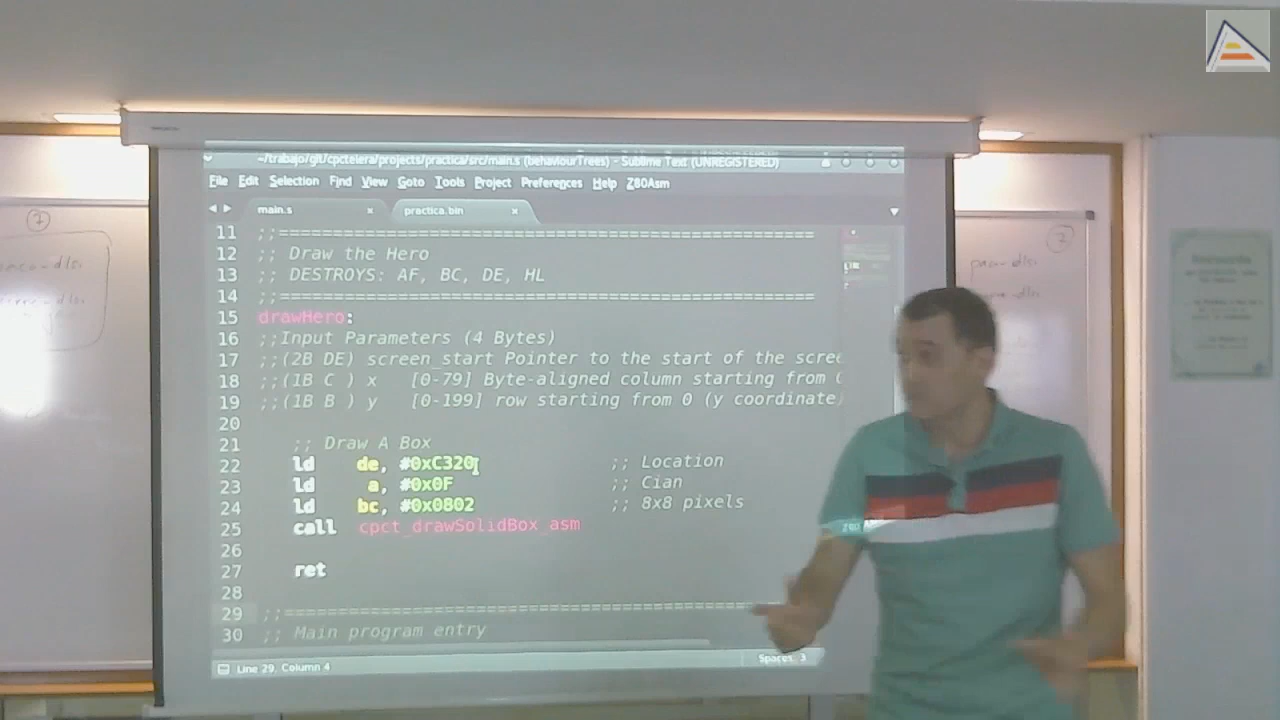 ~/trabajo/git/cpctelera/projects/practica/src/main.s (behaviourTrees) - Sublime Text (UNREGISTERED)
File Edit Selection Find View Goto Tools Project Preferences Help Z80Asm
main.s × practica.bin ×
11 ;;==================================================
12 ;; Draw the Hero
13 ;; DESTROYS: AF, BC, DE, HL
14 ;;==================================================
15 drawHero:
16 ;;Input Parameters (4 Bytes)
17 ;;(2B DE) screen_start Pointer to the start of the scree
18 ;;(1B C ) x [0-79] Byte-aligned column starting from 0
19 ;;(1B B ) y [0-199] row starting from 0 (y coordinate)
20
21 ;; Draw A Box
22 ld de, #0xC320 ;; Location
23 ld a, #0x0F ;; Cian
24 ld bc, #0x0802 ;; 8x8 pixels
25 call cpct_drawSolidBox_asm
26
27 ret
28
29 ;;==================================================
30 ;; Main program entry
Line 29, Column 4 Spaces: 3
7
7